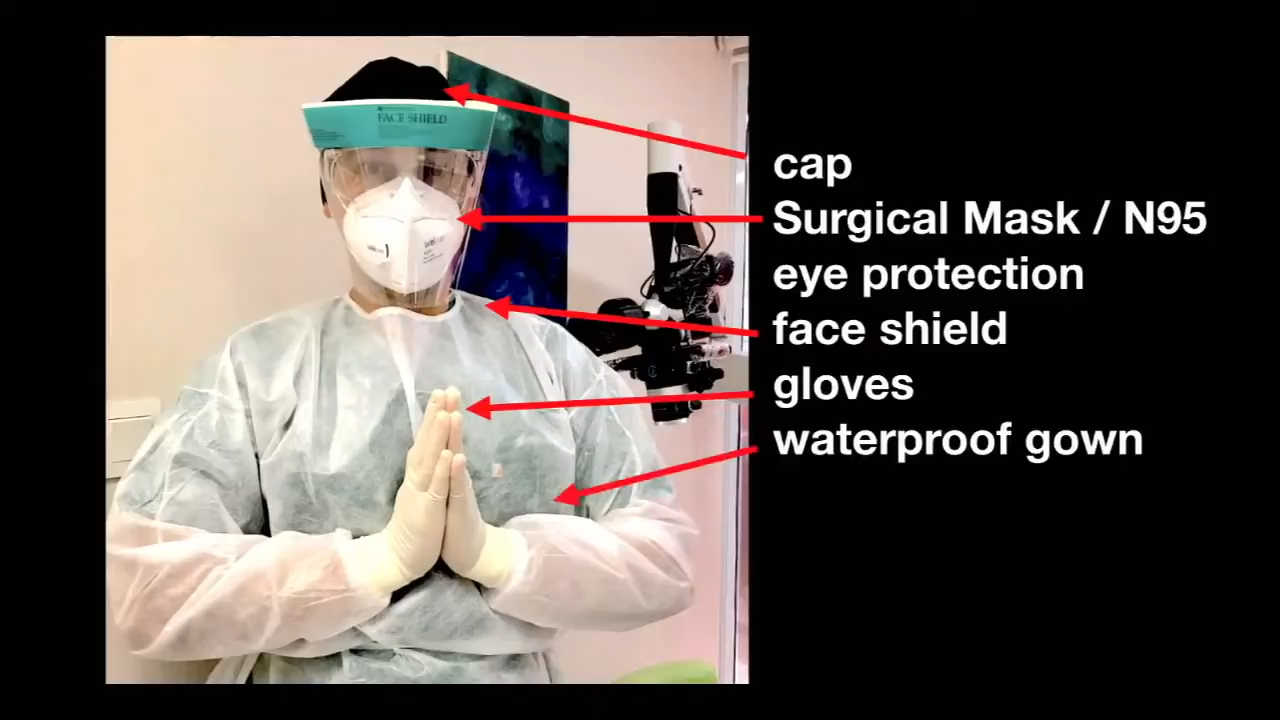 FACE SHIELD
cap
Surgical Mask / N95
eye protection
face shield
gloves
waterproof gown